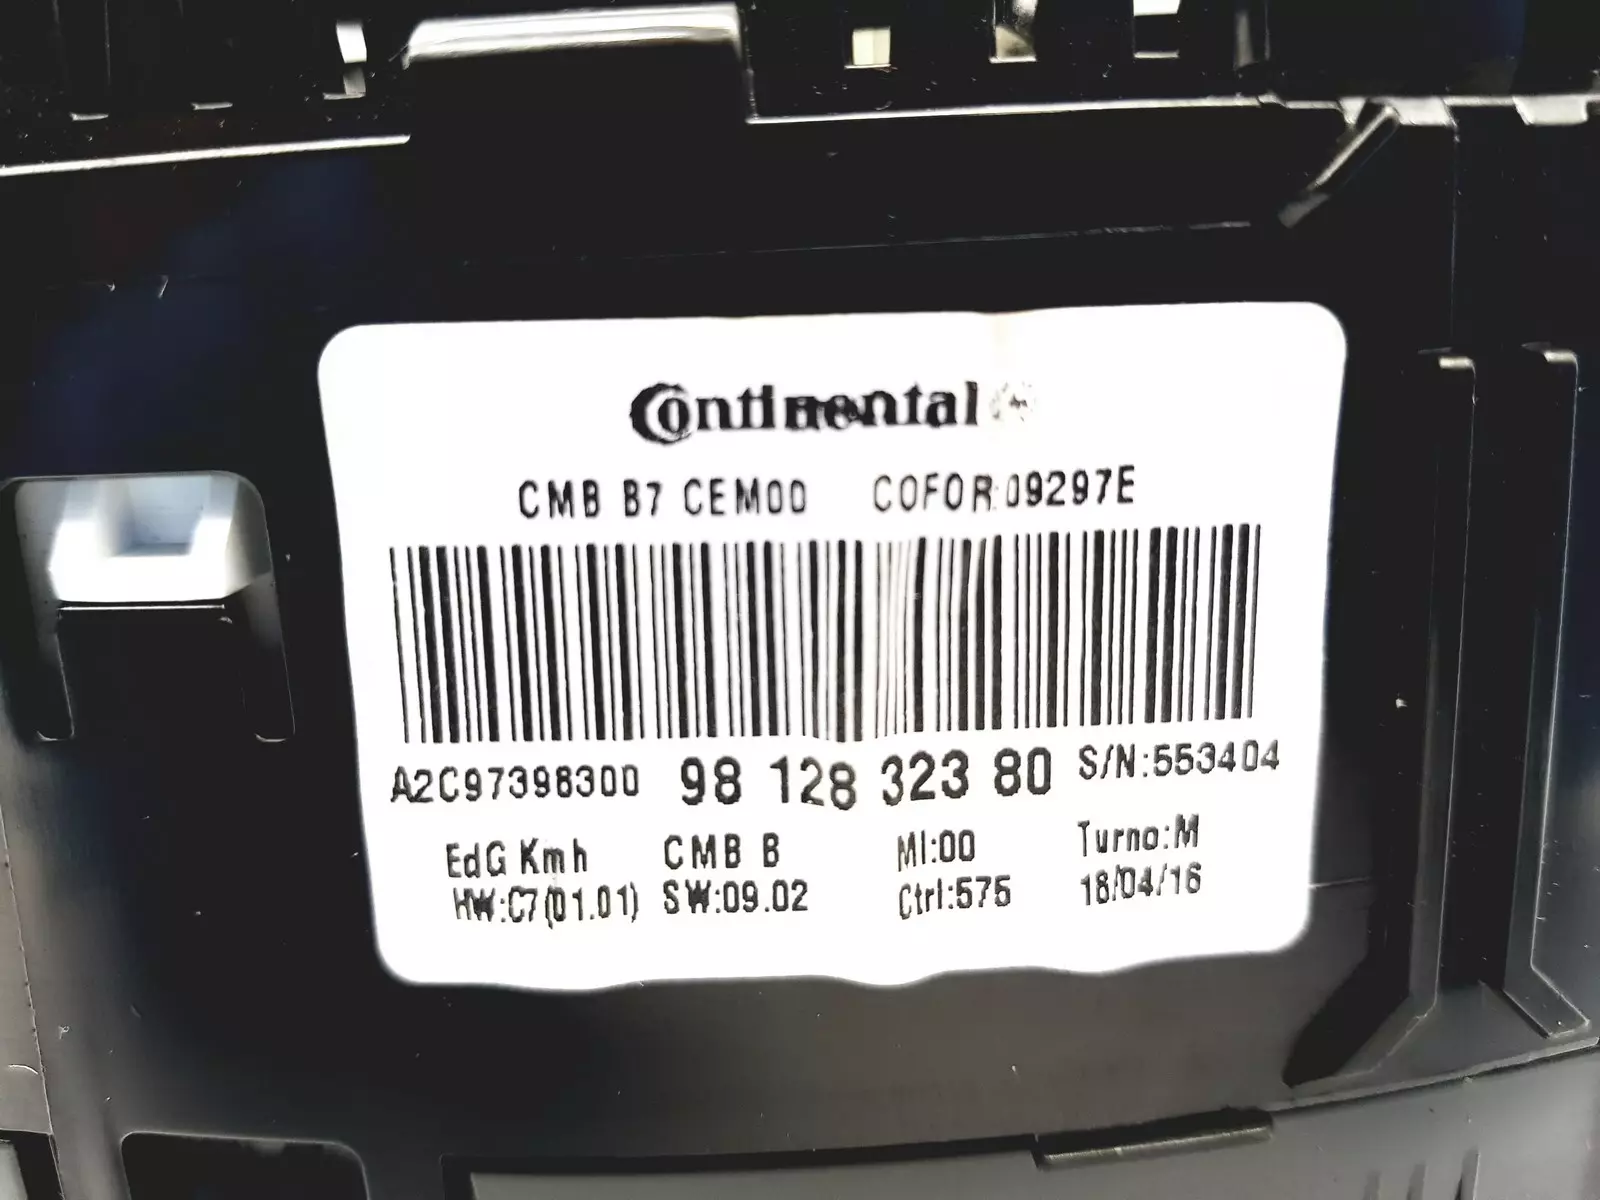 Continental
CMB B7 CEM00 COFOR:09297E
A2C97398300 98 128 323 80 S/N:553404
EdG Kmh CMB B MI:00 Turno:M
HW:C7(01.01) SW:09.02 Ctrl:575 18/04/16